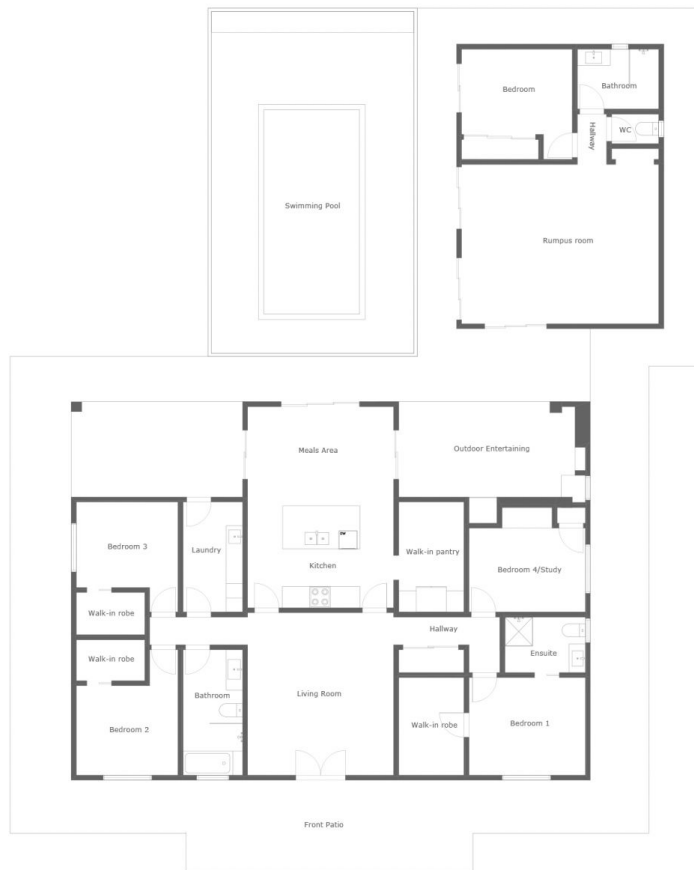 Bedroom
Bathroom
WC
Hallway
Swimming Pool
Rumpus room
Meals Area
Outdoor Entertaining
Bedroom 3
Laundry
Walk-in pantry
Kitchen
Bedroom 4/Study
Walk-in robe
Hallway
Walk-in robe
Ensuite
Bathroom
Living Room
Bedroom 2
Walk-in robe
Bedroom 1
Front Patio